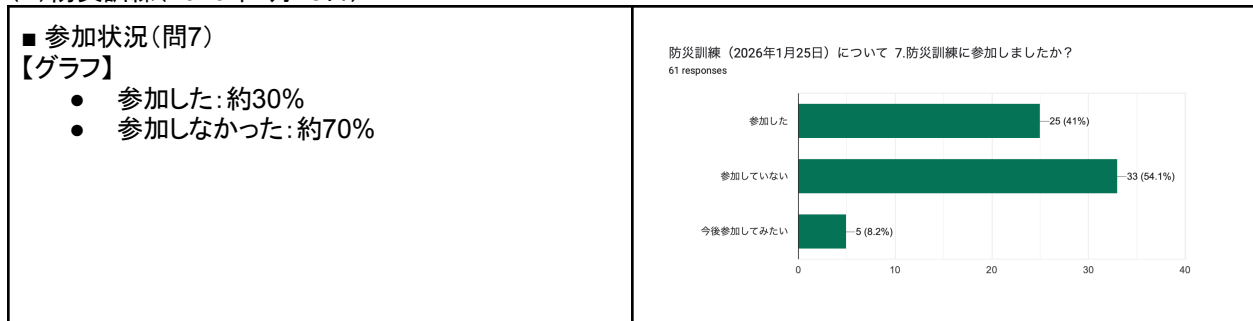 ■ 参加状況（問7）
【グラフ】
● 参加した：約30%
● 参加しなかった：約70%
防災訓練（2026年1月25日）について 7.防災訓練に参加しましたか？
61 responses
参加した
25 (41%)
参加していない
33 (54.1%)
今後参加してみたい
5 (8.2%)
0 10 20 30 40